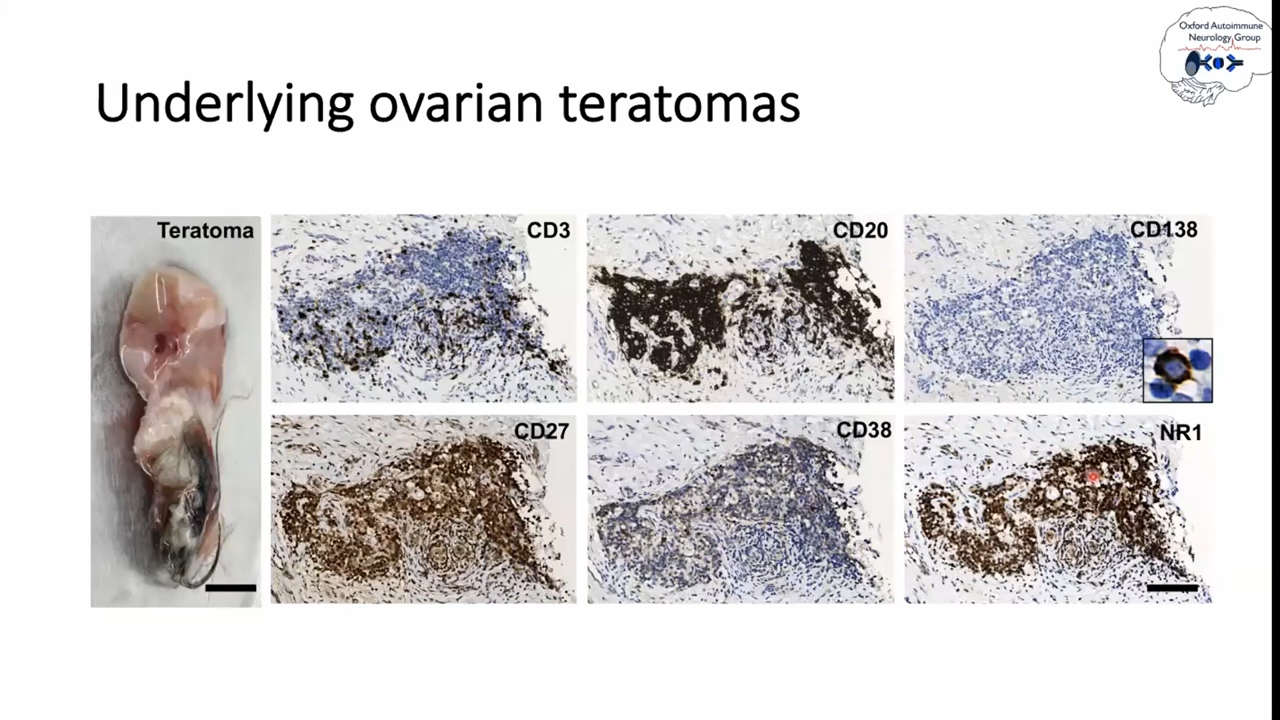 Oxford Autoimmune
Neurology Group
Underlying ovarian teratomas
Teratoma
CD3
CD20
CD138
CD27
CD38
NR1